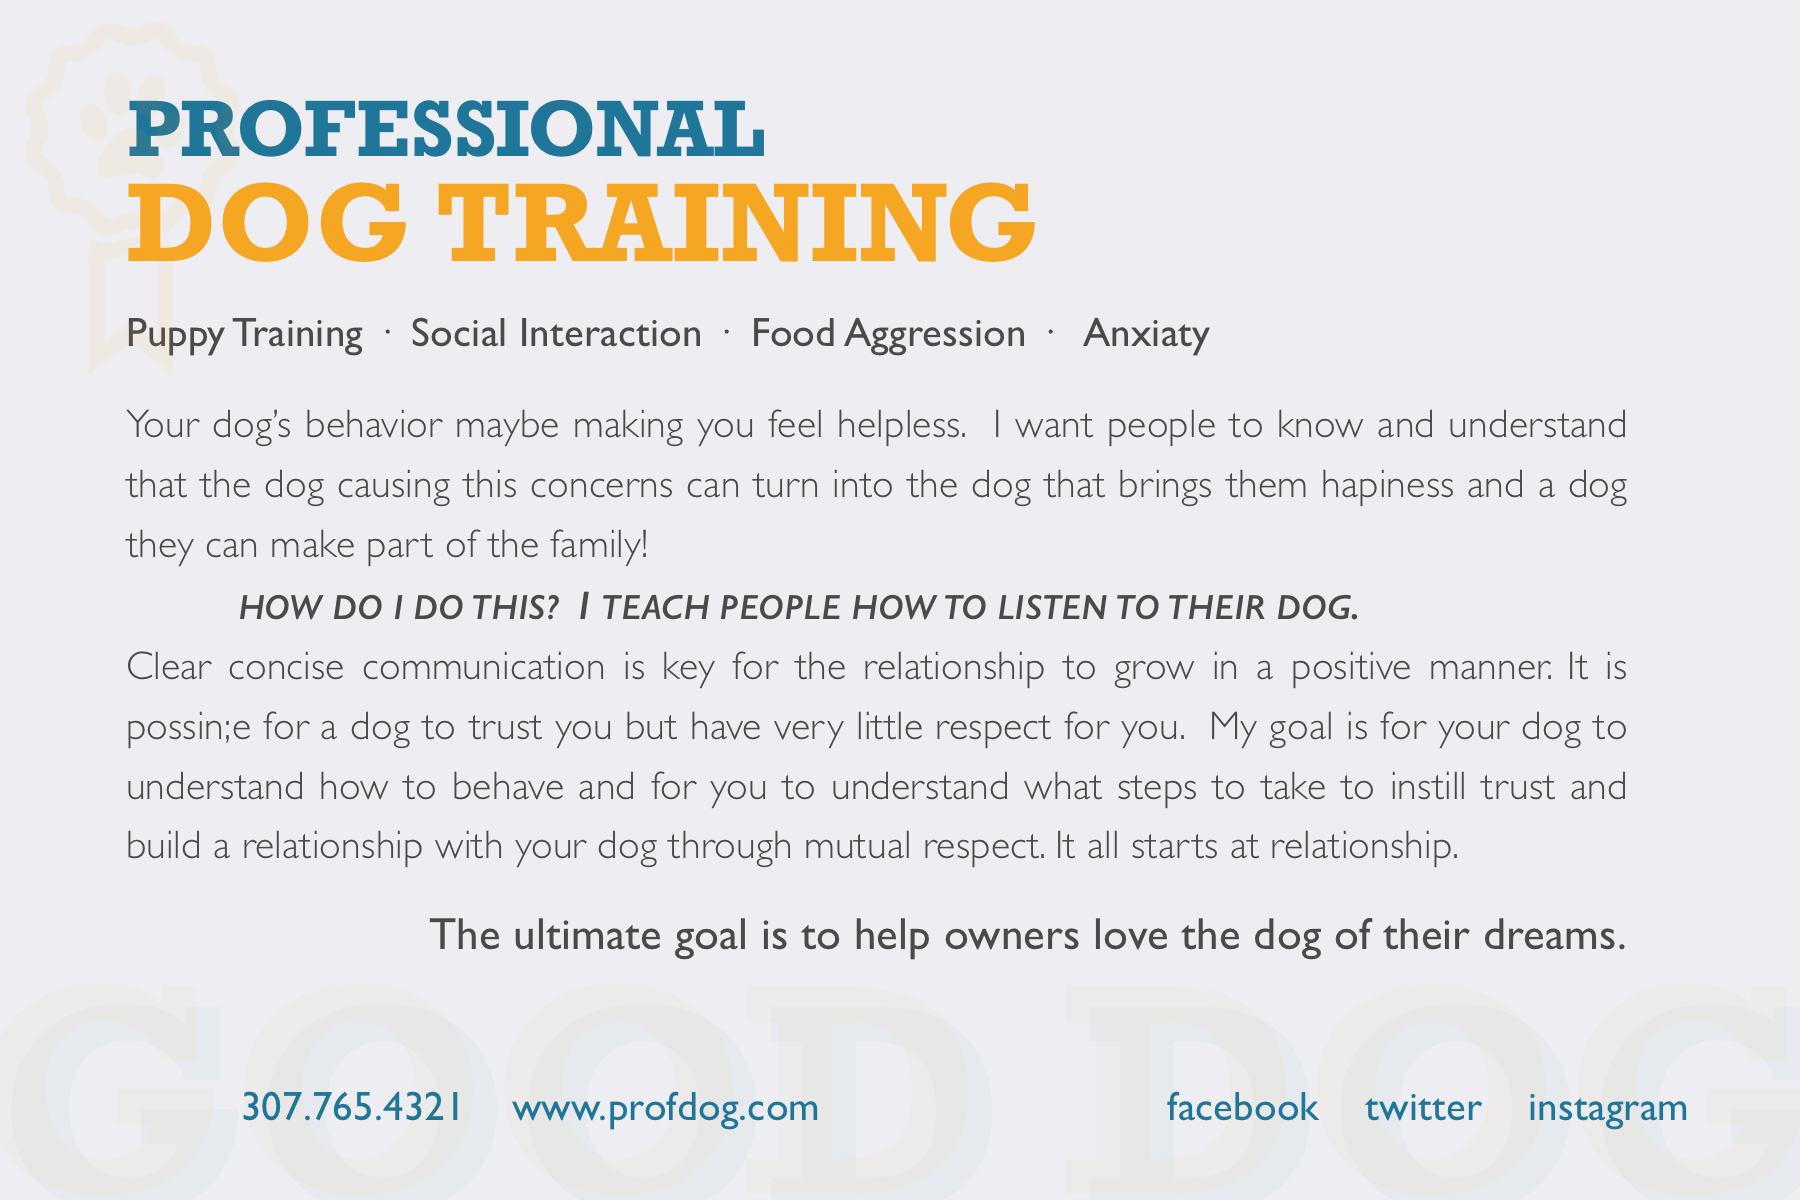 PROFESSIONAL
DOG TRAINING
Puppy Training · Social Interaction · Food Aggression · Anxiaty
Your dog’s behavior maybe making you feel helpless. I want people to know and understand
that the dog causing this concerns can turn into the dog that brings them hapiness and a dog
they can make part of the family!
HOW DO I DO THIS? I TEACH PEOPLE HOW TO LISTEN TO THEIR DOG.
Clear concise communication is key for the relationship to grow in a positive manner. It is
possin;e for a dog to trust you but have very little respect for you. My goal is for your dog to
understand how to behave and for you to understand what steps to take to instill trust and
build a relationship with your dog through mutual respect. It all starts at relationship.
The ultimate goal is to help owners love the dog of their dreams.
GOOD DOG
307.765.4321 www.profdog.com facebook twitter instagram